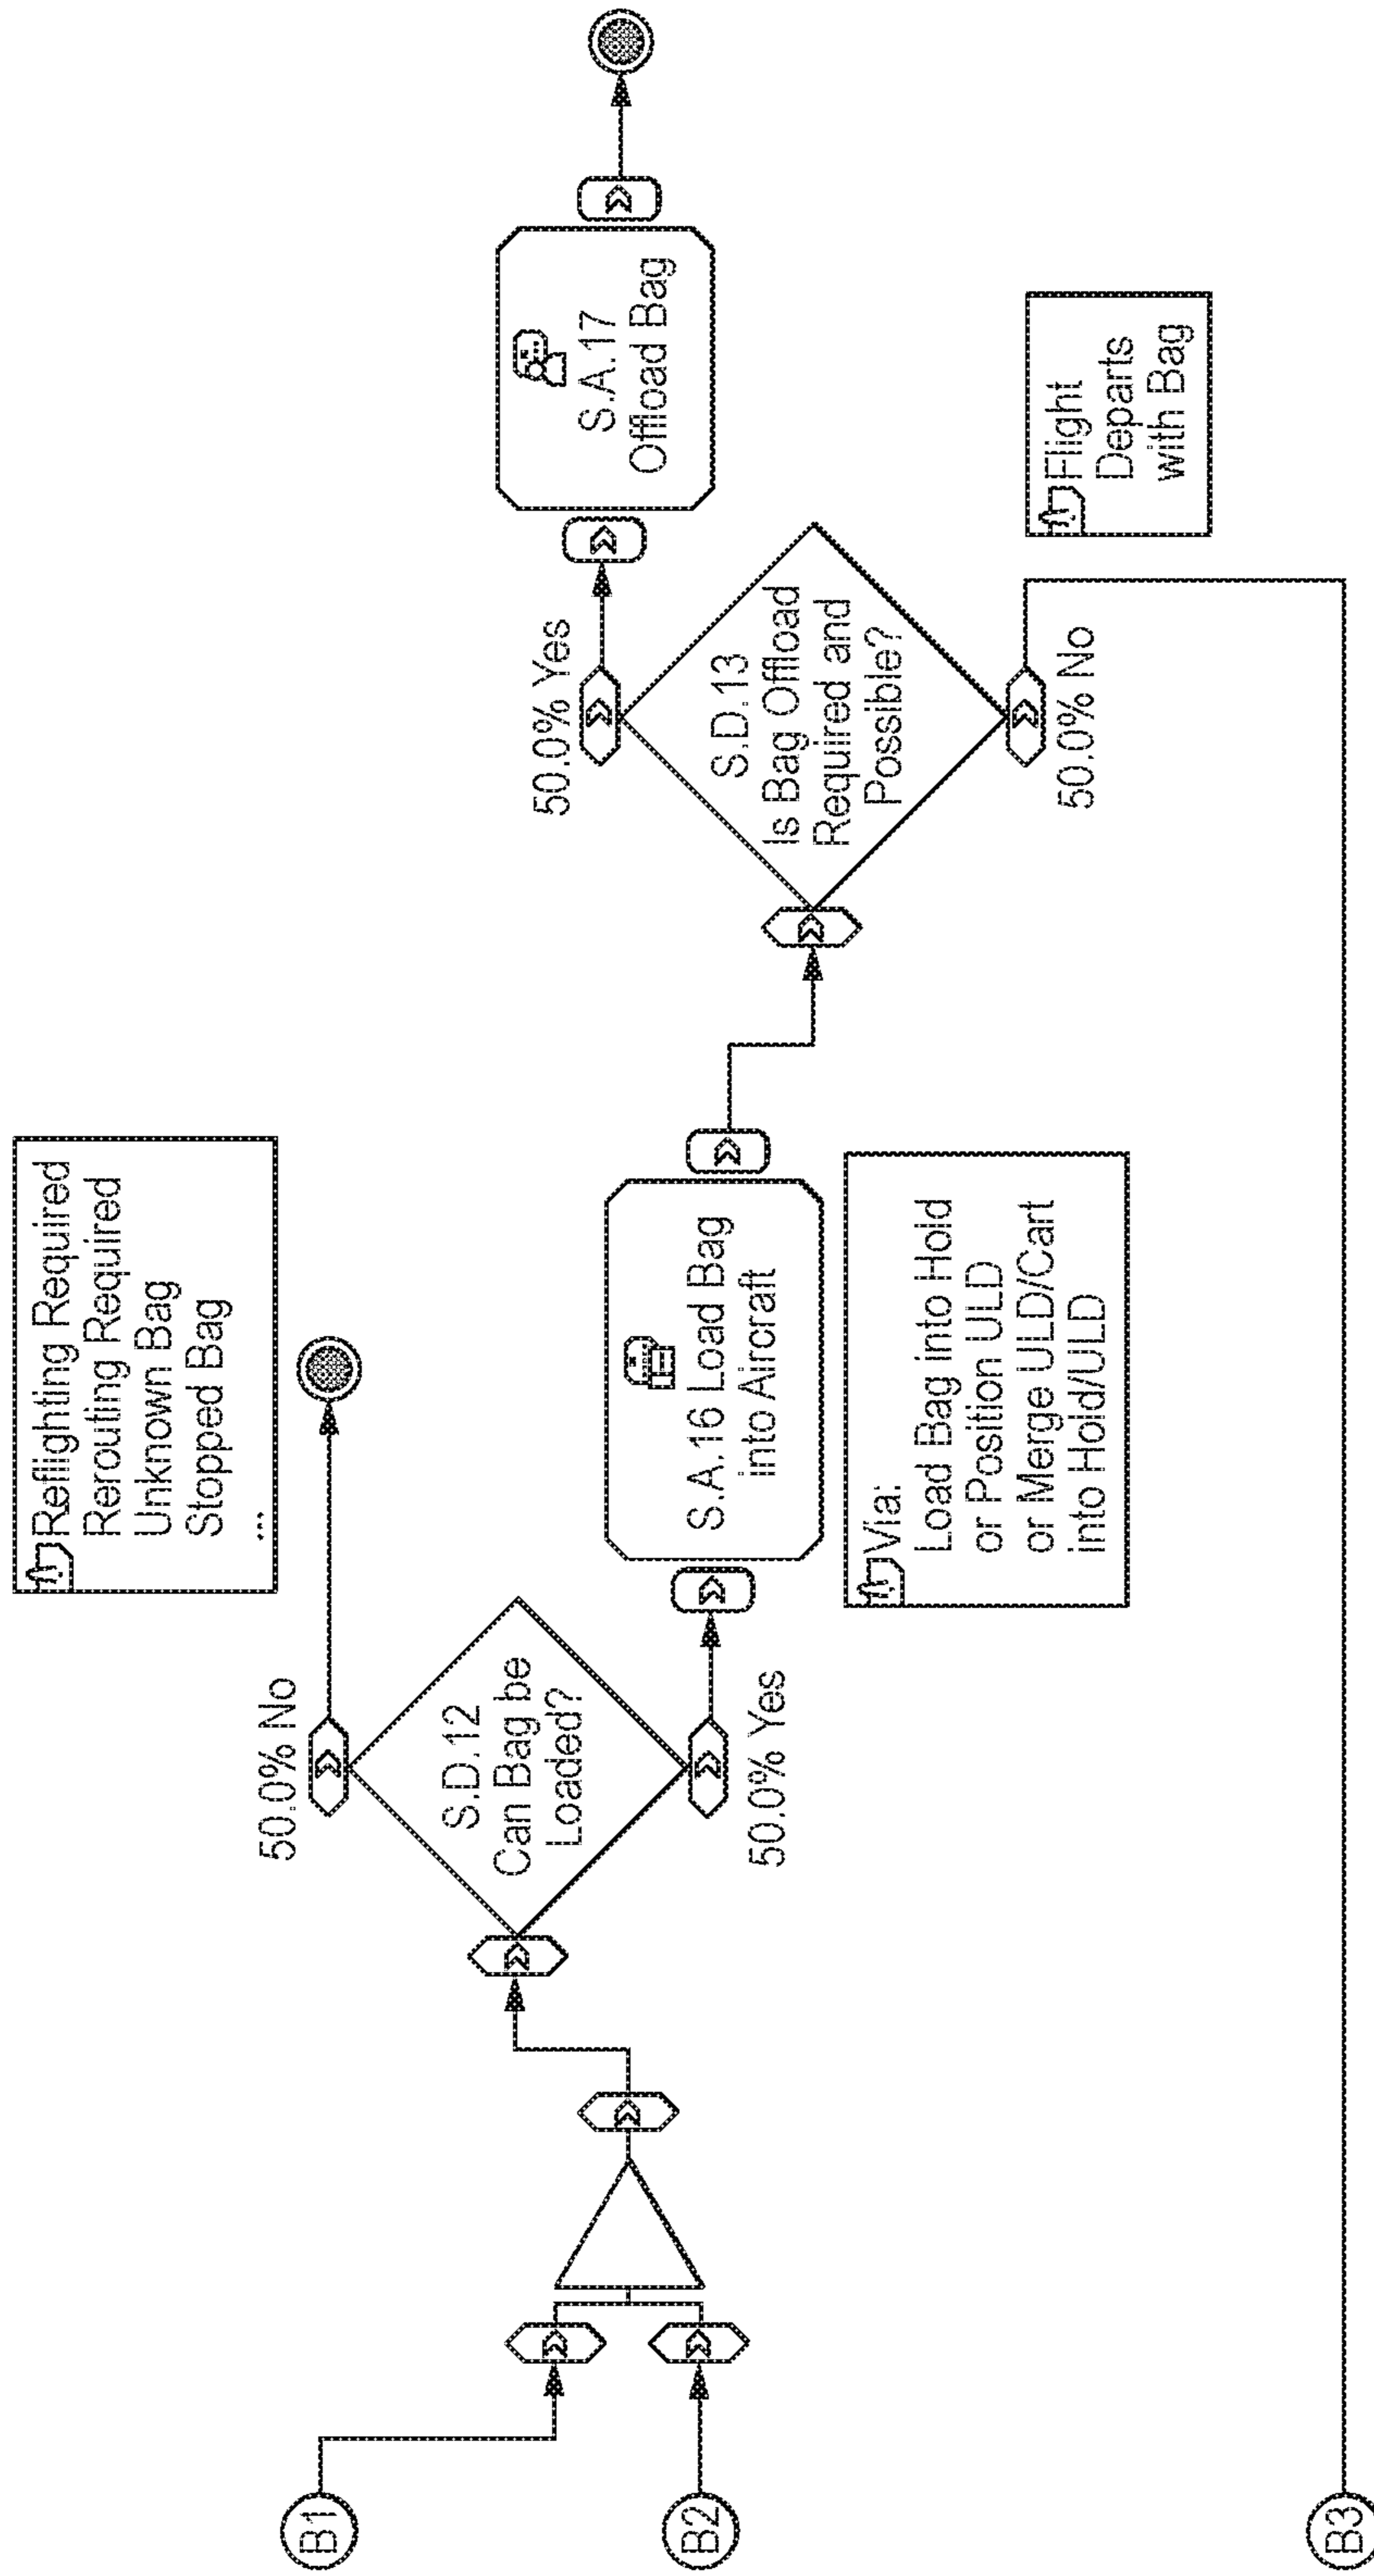 B1
B2
B3
50.0% No
S.D.12
Can Bag be
Loaded?
50.0% Yes
Reflighting Required
Rerouting Required
Unknown Bag
Stopped Bag
...
S.A.16 Load Bag
into Aircraft
Via:
Load Bag into Hold
or Position ULD
or Merge ULD/Cart
into Hold/ULD
50.0% Yes
S.D.13
Is Bag Offload
Required and
Possible?
50.0% No
S.A.17
Offload Bag
Flight
Departs
with Bag